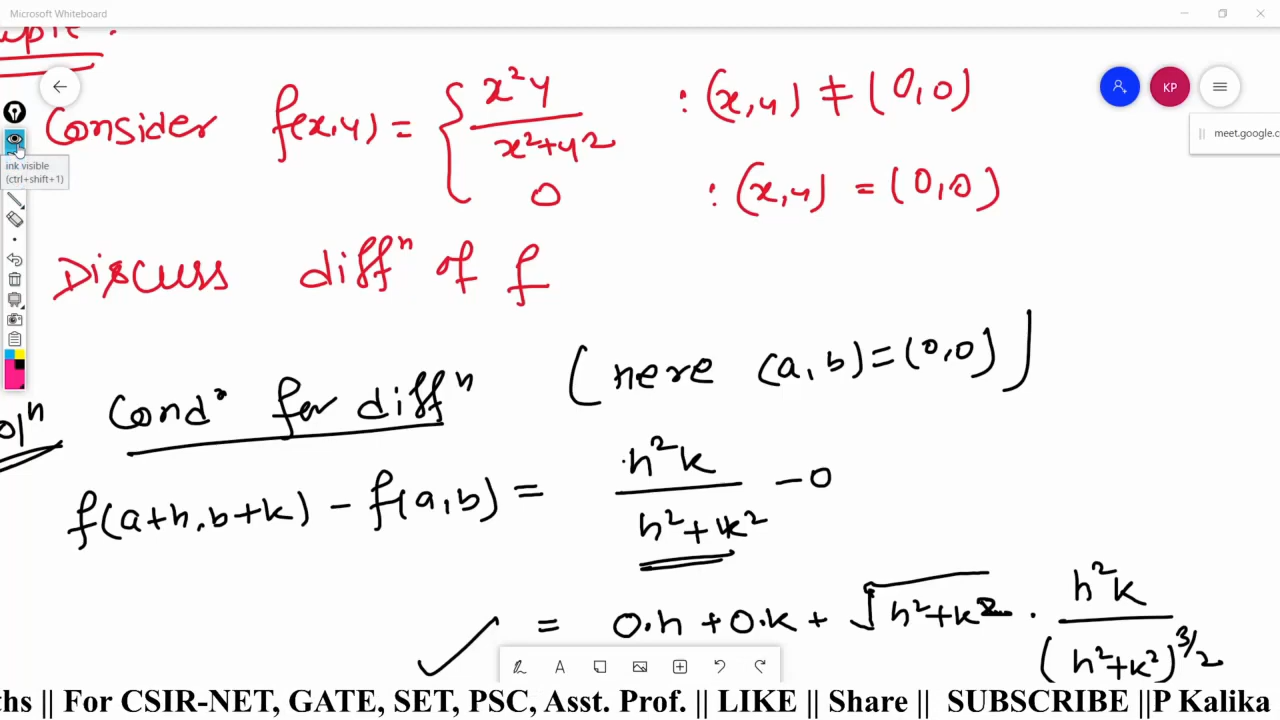 Microsoft Whiteboard
Consider f(x,y) = { x²y / x²+y² : (x,y) ≠ (0,0)
0 : (x,y) = (0,0)
KP
meet.google.c
ink visible
(ctrl+shift+1)
Discuss diffⁿ of f
olⁿ Condⁿ for diffⁿ (here (a,b)=(0,0))
f(a+h,b+k) - f(a,b) = h²k / h²+k² - 0
= 0.h + 0.k + √h²+k² . h²k / (h²+k²)^3/2
ths || For CSIR-NET, GATE, SET, PSC, Asst. Prof. || LIKE || Share || SUBSCRIBE ||P Kalika